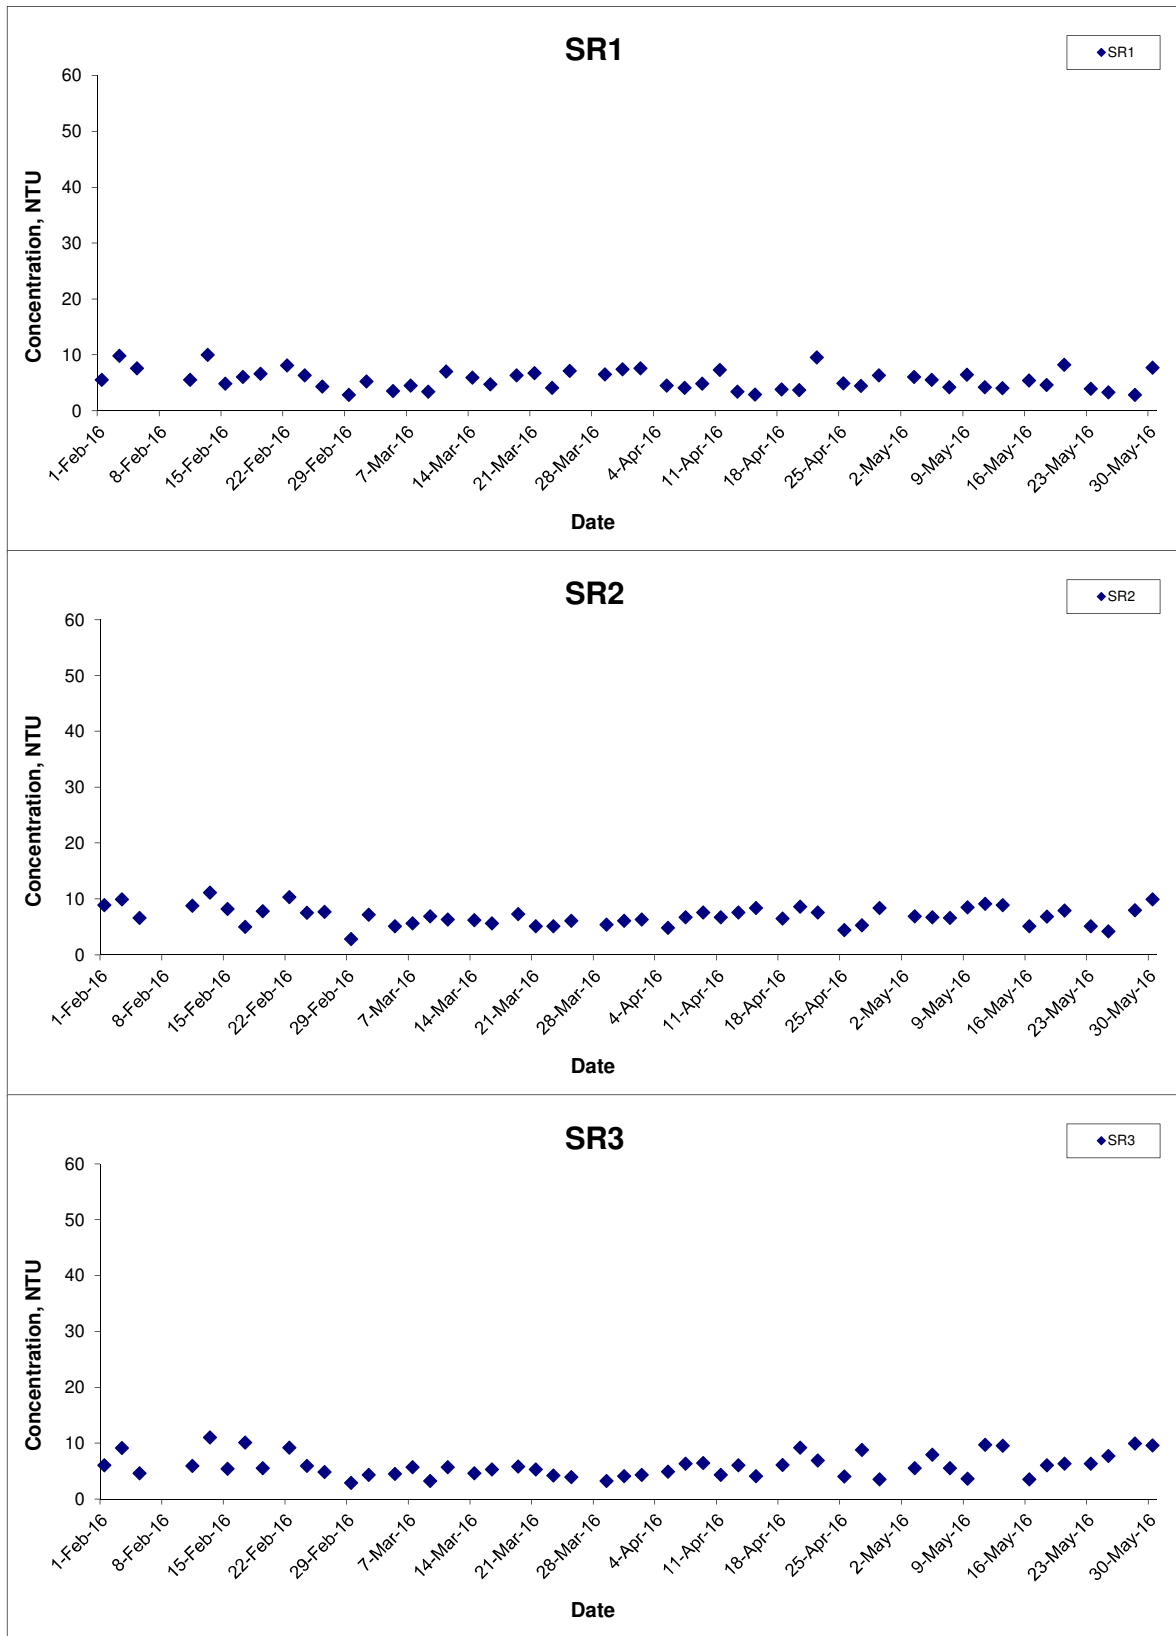 SR1
SR1
60
50
40
30
20
10
0
Concentration, NTU
1-Feb-16
8-Feb-16
15-Feb-16
22-Feb-16
29-Feb-16
7-Mar-16
14-Mar-16
21-Mar-16
28-Mar-16
4-Apr-16
11-Apr-16
18-Apr-16
25-Apr-16
2-May-16
9-May-16
16-May-16
23-May-16
30-May-16
Date
SR2
SR2
60
50
40
30
20
10
0
Concentration, NTU
1-Feb-16
8-Feb-16
15-Feb-16
22-Feb-16
29-Feb-16
7-Mar-16
14-Mar-16
21-Mar-16
28-Mar-16
4-Apr-16
11-Apr-16
18-Apr-16
25-Apr-16
2-May-16
9-May-16
16-May-16
23-May-16
30-May-16
Date
SR3
SR3
60
50
40
30
20
10
0
Concentration, NTU
1-Feb-16
8-Feb-16
15-Feb-16
22-Feb-16
29-Feb-16
7-Mar-16
14-Mar-16
21-Mar-16
28-Mar-16
4-Apr-16
11-Apr-16
18-Apr-16
25-Apr-16
2-May-16
9-May-16
16-May-16
23-May-16
30-May-16
Date